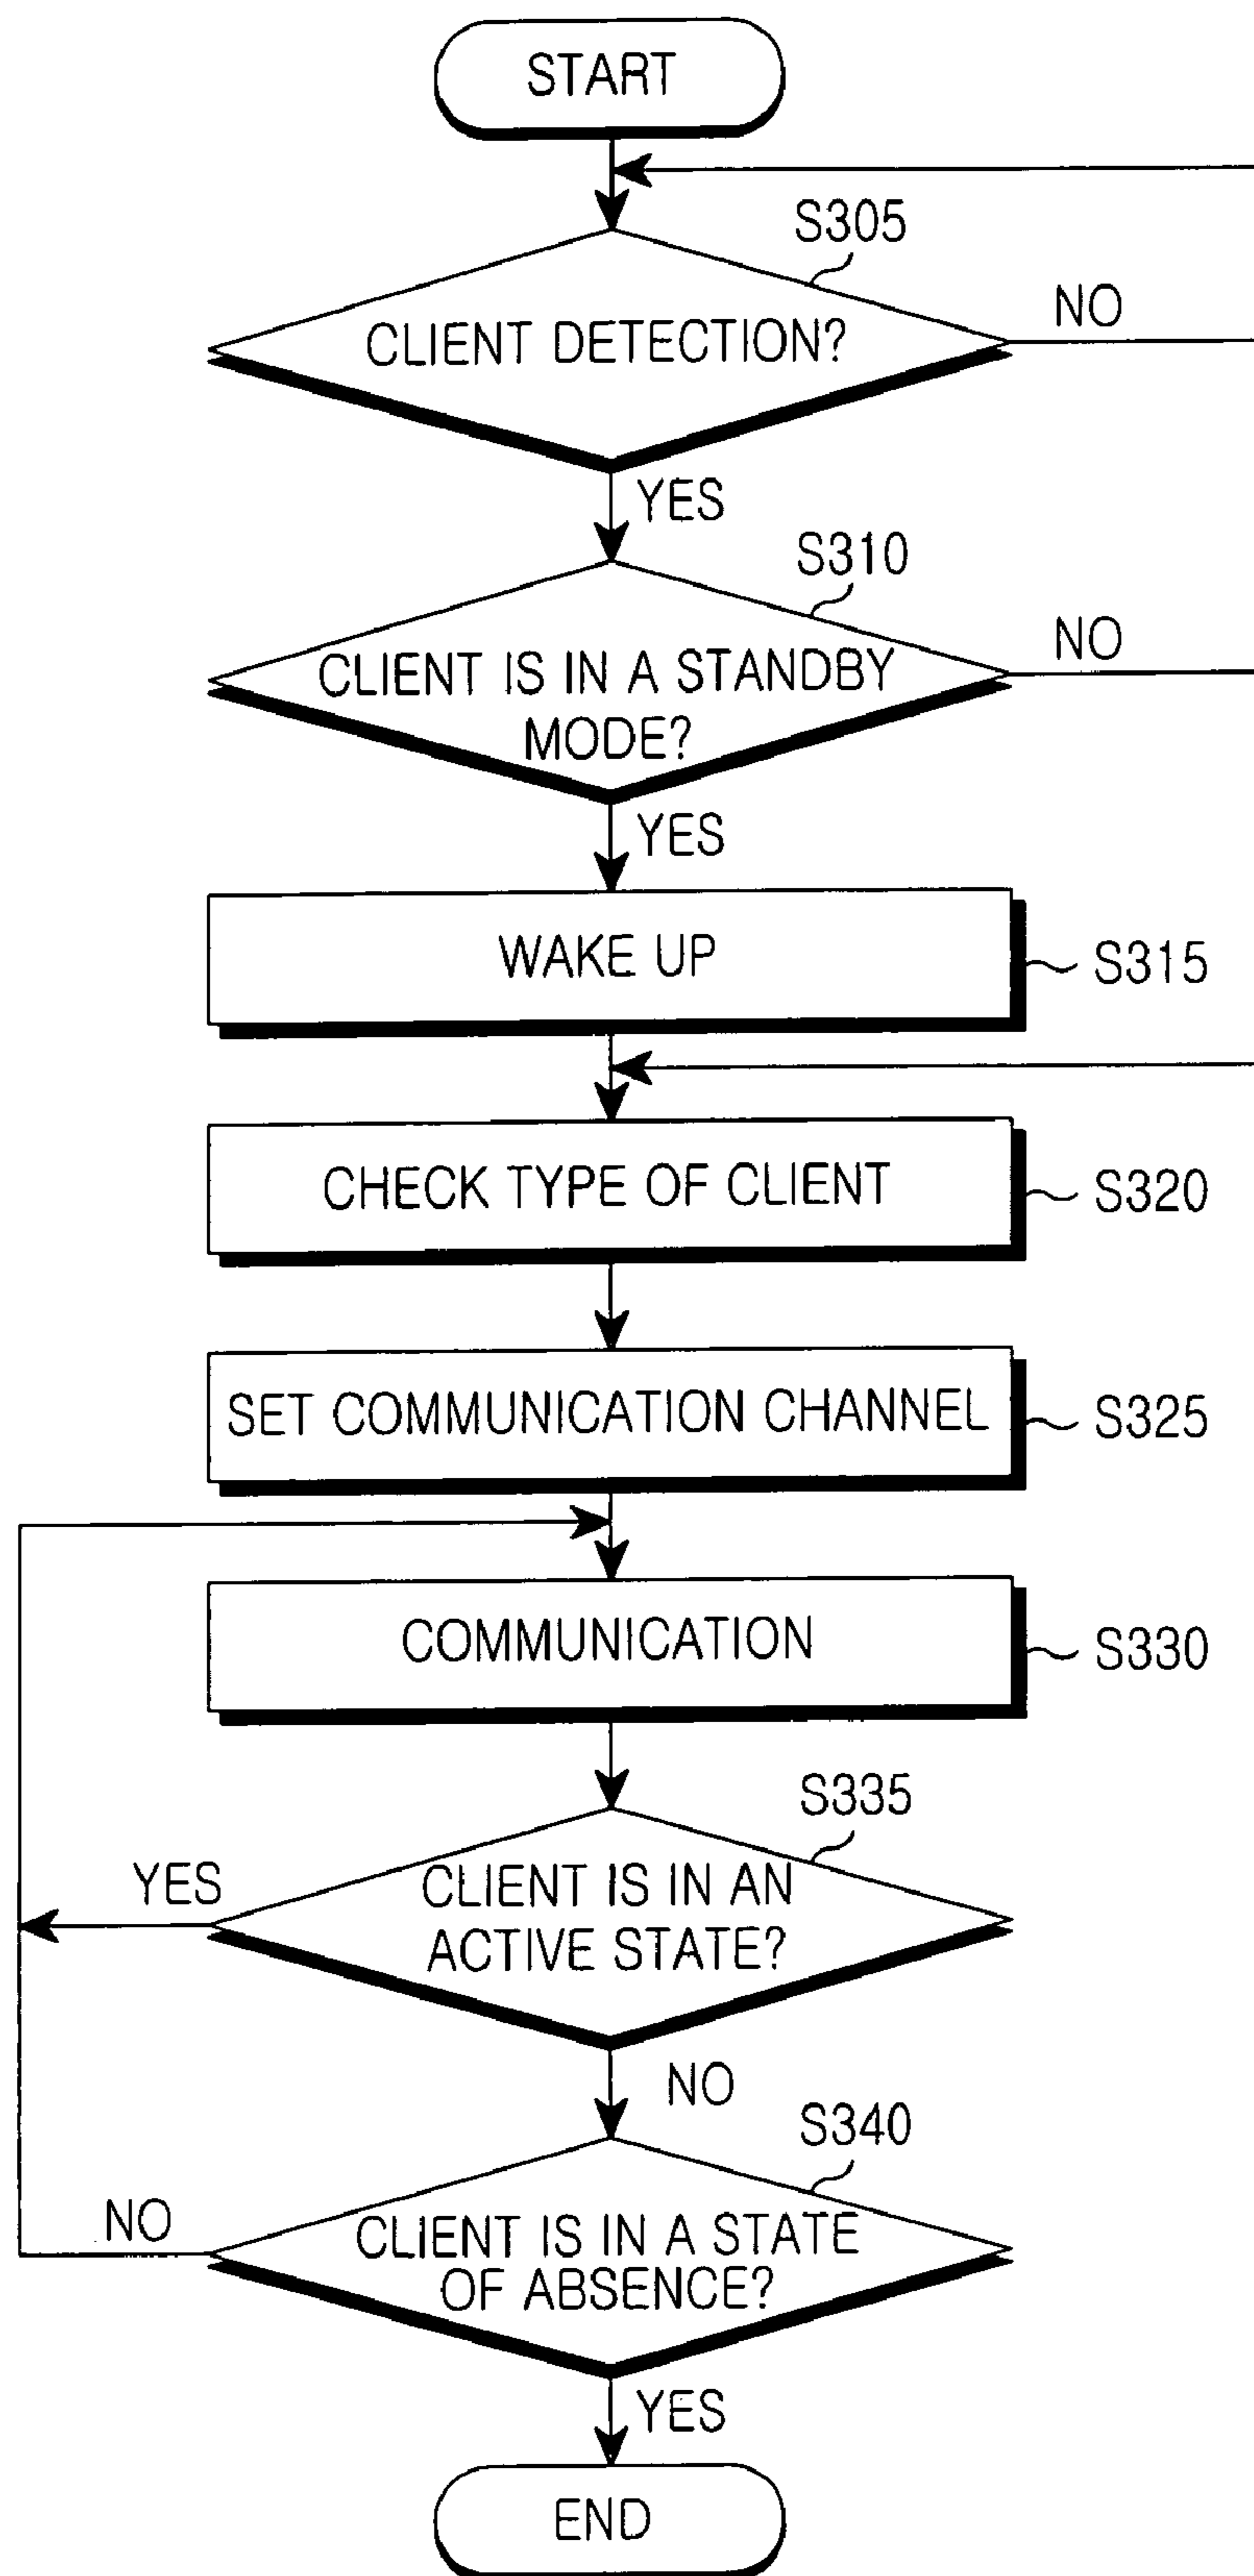 START
S305
CLIENT DETECTION?
NO
YES
S310
CLIENT IS IN A STANDBY
MODE?
NO
YES
WAKE UP
S315
CHECK TYPE OF CLIENT
S320
SET COMMUNICATION CHANNEL
S325
COMMUNICATION
S330
S335
YES
CLIENT IS IN AN
ACTIVE STATE?
NO
S340
NO
CLIENT IS IN A STATE
OF ABSENCE?
YES
END